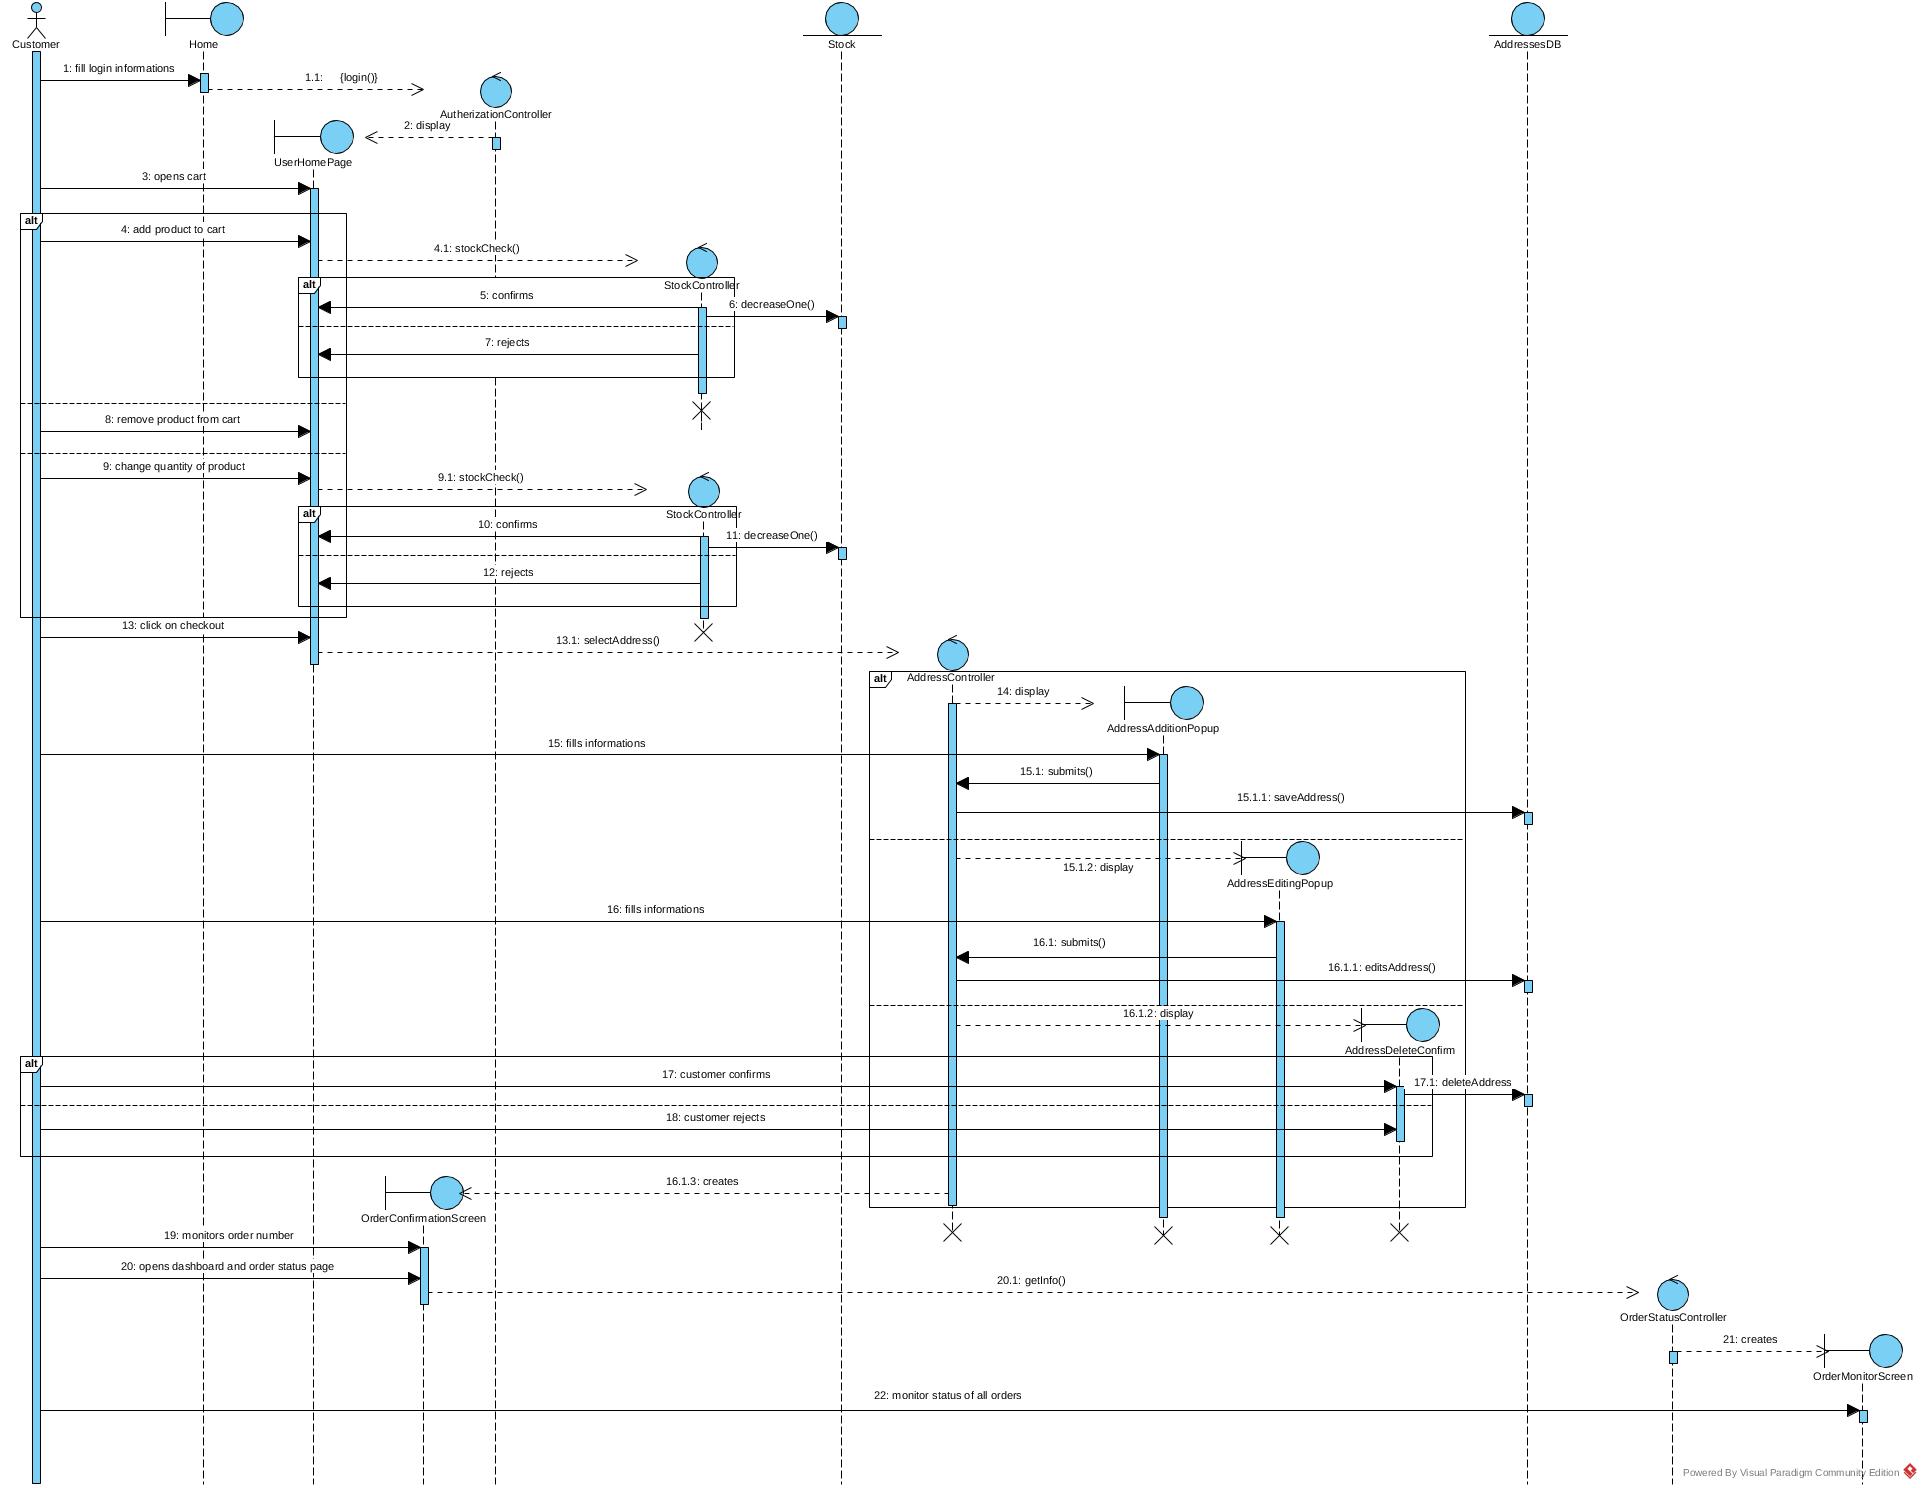 Customer
Home
Stock
AddressesDB
1: fill login informations
1.1: {login()}
AutherizationController
2: display
UserHomePage
3: opens cart
alt
4: add product to cart
4.1: stockCheck()
StockController
alt
5: confirms
6: decreaseOne()
7: rejects
8: remove product from cart
9: change quantity of product
9.1: stockCheck()
StockController
alt
10: confirms
11: decreaseOne()
12: rejects
13: click on checkout
13.1: selectAddress()
AddressController
alt
14: display
AddressAdditionPopup
15: fills informations
15.1: submits()
15.1.1: saveAddress()
15.1.2: display
AddressEditingPopup
16: fills informations
16.1: submits()
16.1.1: editsAddress()
16.1.2: display
AddressDeleteConfirm
alt
17: customer confirms
17.1: deleteAddress
18: customer rejects
16.1.3: creates
OrderConfirmationScreen
19: monitors order number
20: opens dashboard and order status page
20.1: getInfo()
OrderStatusController
21: creates
OrderMonitorScreen
22: monitor status of all orders
Powered By Visual Paradigm Community Edition